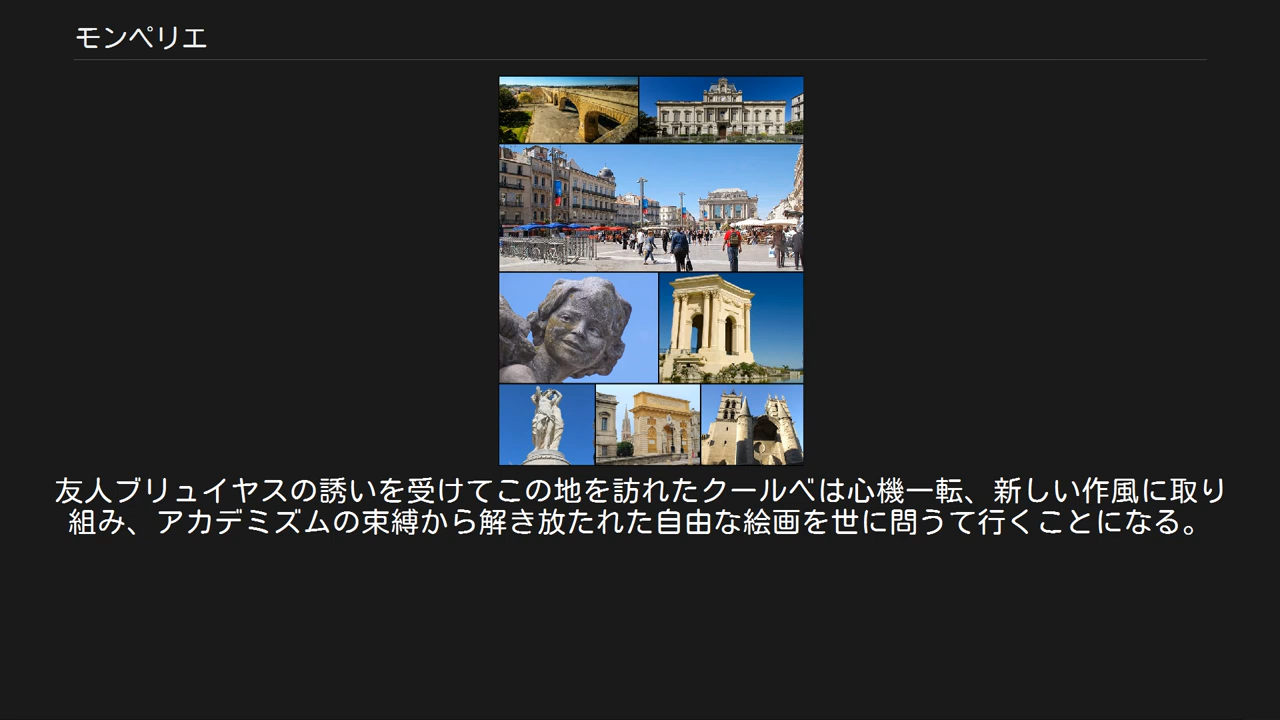 モンペリエ
友人ブリュイヤスの誘いを受けてこの地を訪れたクールベは心機一転、新しい作風に取り
組み、アカデミズムの束縛から解き放たれた自由な絵画を世に問うて行くことになる。